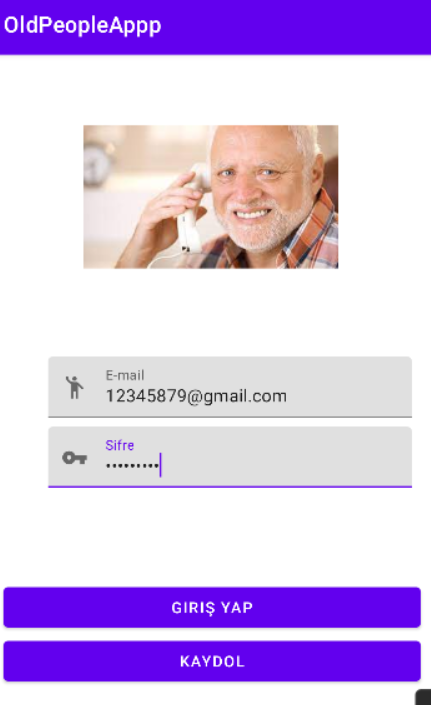 OldPeopleAppp
E-mail
12345879@gmail.com
Sifre
•••••••••
GIRIŞ YAP
KAYDOL